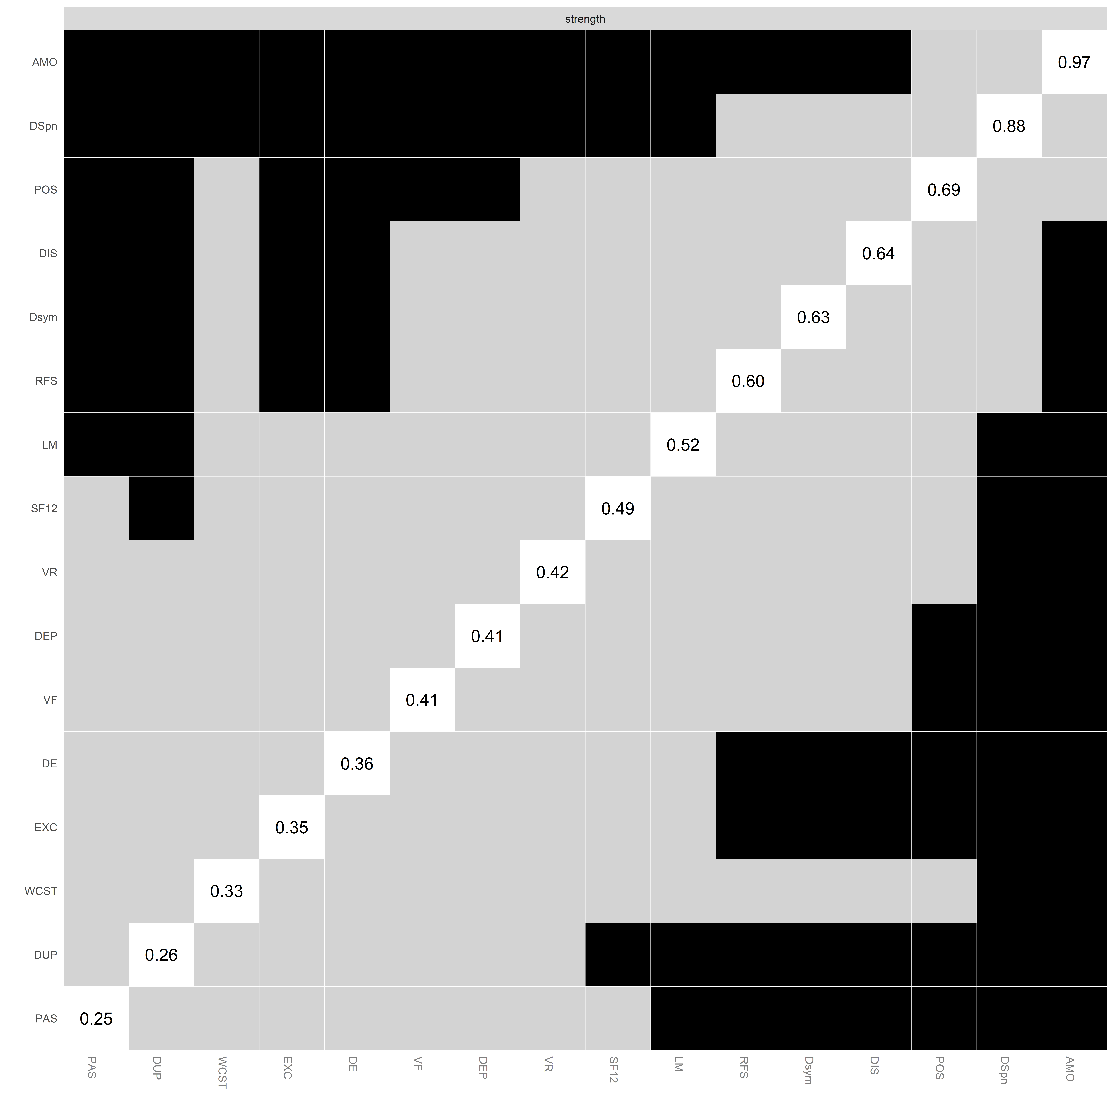 strength
AMO 0.97
DSpn 0.88
POS 0.69
DIS 0.64
Dsym 0.63
RFS 0.60
LM 0.52
SF12 0.49
VR 0.42
DEP 0.41
VF 0.41
DE 0.36
EXC 0.35
WCST 0.33
DUP 0.26
PAS 0.25
PAS DUP WCST EXC DE VF DEP VR SF12 LM RFS Dsym DIS POS DSpn AMO